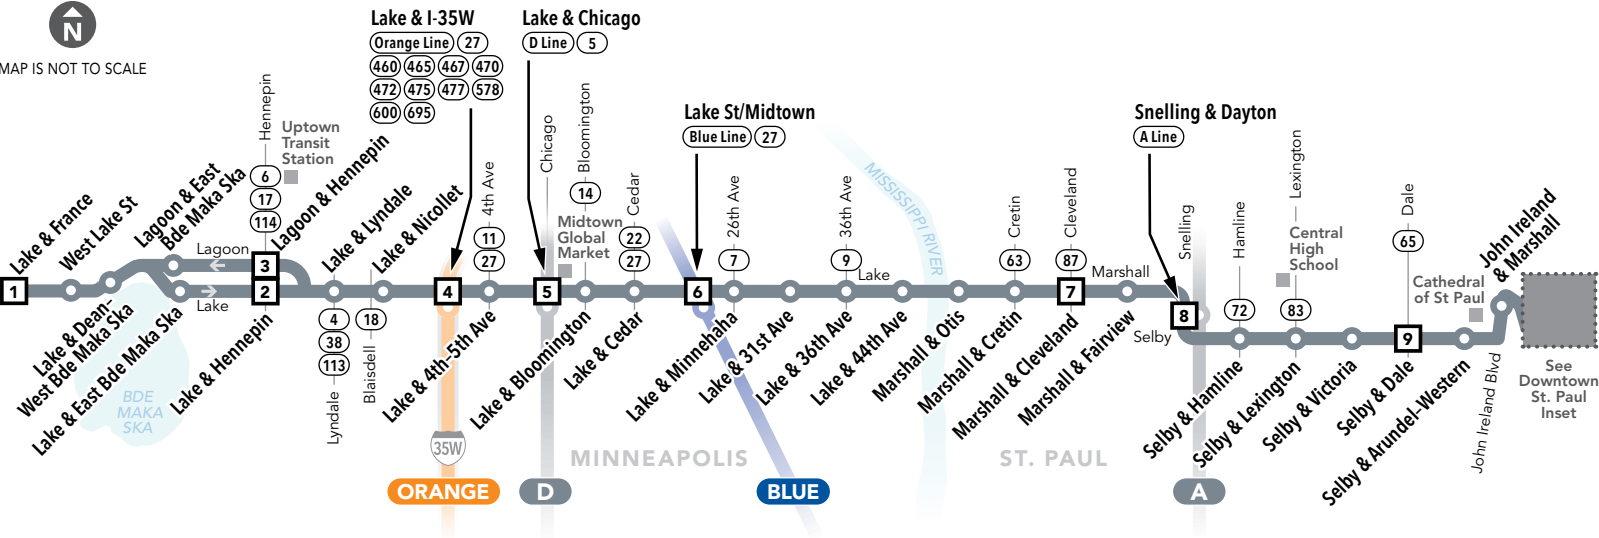 N
MAP IS NOT TO SCALE
Lake & I-35W
Orange Line 27
460 465 467 470
472 475 477 578
600 695
Lake & Chicago
D Line 5
Lake St/Midtown
Blue Line 27
Snelling & Dayton
A Line
Hennepin
6
17
114
Uptown
Transit
Station
Chicago
Bloomington
14
Midtown
Global
Market
4th Ave
11
27
Cedar
22
27
26th Ave
7
36th Ave
9
MISSISSIPPI RIVER
Cretin
63
Cleveland
87
Snelling
Hamline
72
Lexington
Central
High
School
83
Dale
65
Cathedral
of St Paul
Lake & France
West Lake St
Lagoon & East
Bde Maka Ska
Lagoon & Hennepin
Lake & Lyndale
Lake & Nicollet
John Ireland
& Marshall
Lagoon
Lake
Lake
Marshall
Selby
1
3
2
4
5
6
7
8
9
Lake & Dean-
West Bde Maka Ska
Lake & East Bde Maka Ska
Lake & Hennepin
4
38
113
Lyndale
18
Blaisdell
Lake & 4th-5th Ave
Lake & Bloomington
Lake & Cedar
Lake & Minnehaha
Lake & 31st Ave
Lake & 36th Ave
Lake & 44th Ave
Marshall & Otis
Marshall & Cretin
Marshall & Cleveland
Marshall & Fairview
Selby & Hamline
Selby & Lexington
Selby & Victoria
Selby & Dale
Selby & Arundel-Western
John Ireland Blvd
See
Downtown
St. Paul
Inset
BDE
MAKA
SKA
35W
MINNEAPOLIS
ST. PAUL
ORANGE
D
BLUE
A